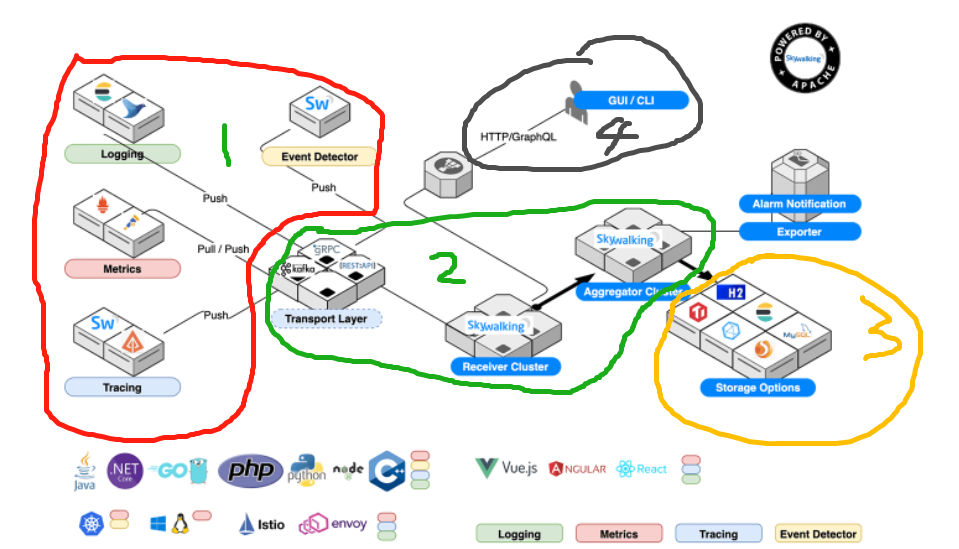 POWERED BY
Skywalking
APACHE
Sw
GUI / CLI
1
4
Logging
Event Detector
HTTP/GraphQL
Push
Push
Alarm Notification
Exporter
gRPC
Pull / Push
kafka
{REST:API}
2
Skywalking
Metrics
Aggregator Cluster
H2
Push
Transport Layer
Sw
Skywalking
MySQL
3
Receiver Cluster
Tracing
Storage Options
Java
.NET
Core
GO
php
python
node
C++
Vue.js
ANGULAR
React
Istio
envoy
Logging
Metrics
Tracing
Event Detector